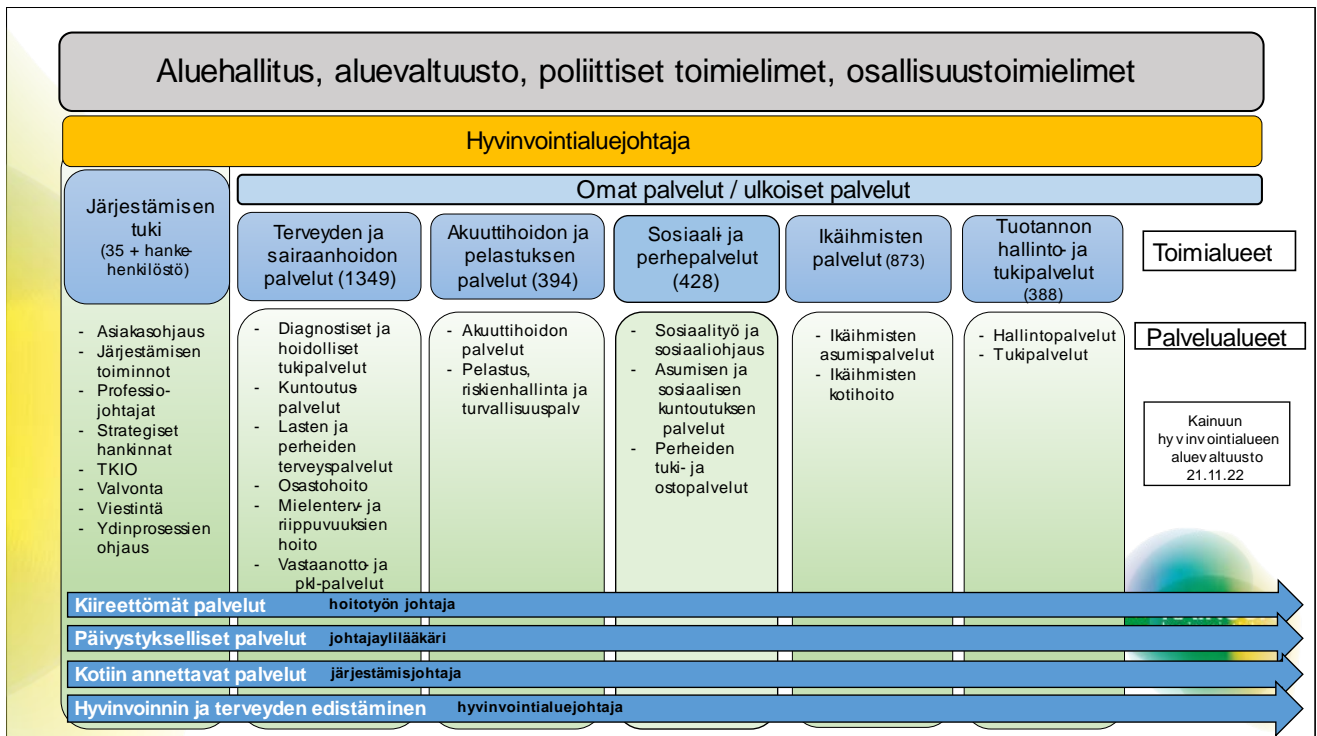 Aluehallitus, aluevaltuusto, poliittiset toimielimet, osallisuustoimielimet
Hyvinvointialuejohtaja
Järjestämisen
tuki
(35 + hanke-
henkilöstö)
Omat palvelut / ulkoiset palvelut
Terveyden ja
sairaanhoidon
palvelut (1349)
Akuuttihoidon ja
pelastuksen
palvelut (394)
Sosiaali- ja
perhepalvelut
(428)
Ikäihmisten
palvelut (873)
Tuotannon
hallinto- ja
tukipalvelut
(388)
Toimialueet
- Asiakasohjaus
- Järjestämisen
toiminnot
- Professio-
johtajat
- Strategiset
hankinnat
- TKIO
- Valvonta
- Viestintä
- Ydinprosessien
ohjaus
- Diagnostiset ja
hoidolliset
tukipalvelut
- Kuntoutus-
palvelut
- Lasten ja
perheiden
terveyspalvelut
- Osastohoito
- Mielenterv- ja
riippuvuuksien
hoito
- Vastaanotto- ja
pkl-palvelut
- Akuuttihoidon
palvelut
- Pelastus,
riskienhallinta ja
turvallisuuspalv
- Sosiaalityö ja
sosiaaliohjaus
- Asumisen ja
sosiaalisen
kuntoutuksen
palvelut
- Perheiden
tuki- ja
ostopalvelut
- Ikäihmisten
asumispalvelut
- Ikäihmisten
kotihoito
- Hallintopalvelut
- Tukipalvelut
Palvelualueet
Kainuun
hyvinvointialueen
aluevaltuusto
21.11.22
Kiireettömät palvelut hoitotyön johtaja
Päivystykselliset palvelut johtajaylilääkäri
Kotiin annettavat palvelut järjestämisjohtaja
Hyvinvoinnin ja terveyden edistäminen hyvinvointialuejohtaja